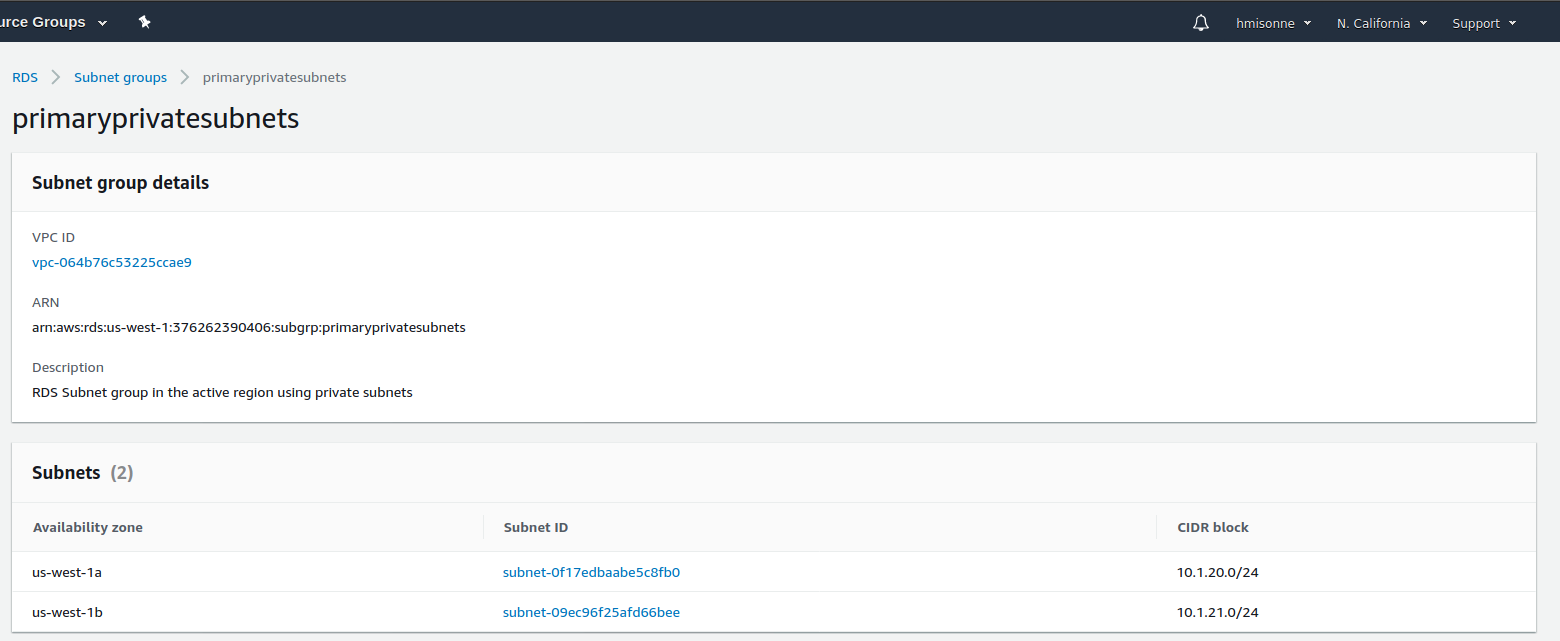 Groups hmisonne N. California Support
RDS Subnet groups primaryprivatesubnets
primaryprivatesubnets
Subnet group details
VPC ID
vpc-064b76c53225ccae9
ARN
arn:aws:rds:us-west-1:376262390406:subgrp:primaryprivatesubnets
Description
RDS Subnet group in the active region using private subnets
Subnets (2)
Availability zone Subnet ID CIDR block
us-west-1a subnet-0f17edbaabe5c8fb0 10.1.20.0/24
us-west-1b subnet-09ec96f25afd66bee 10.1.21.0/24